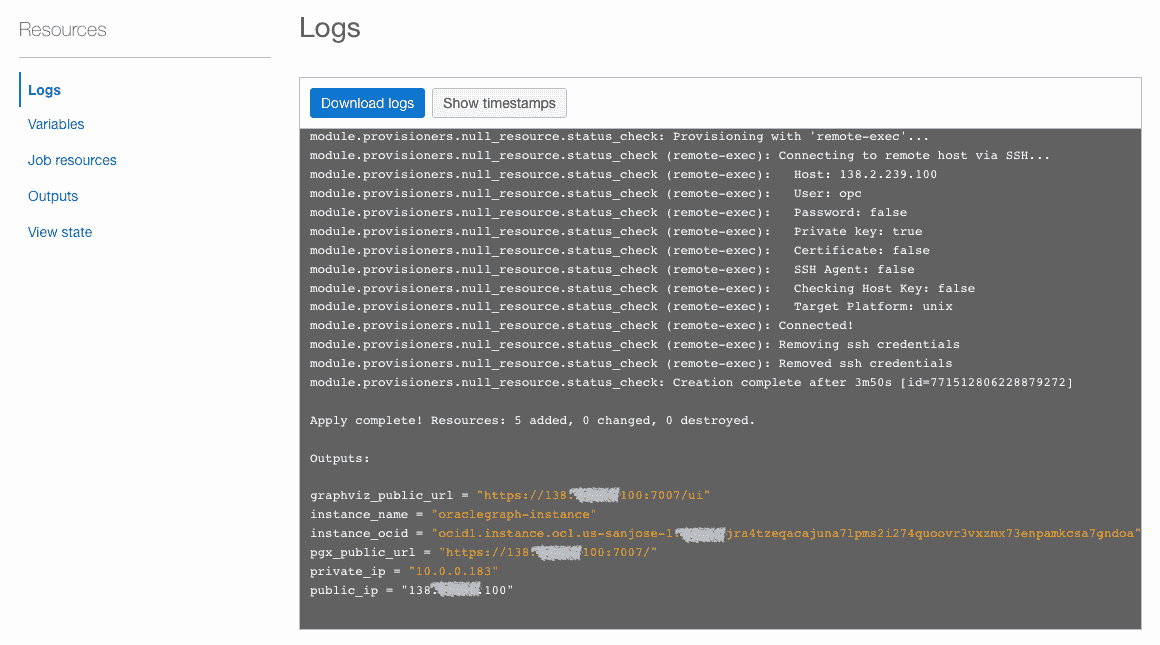 Resources
Logs
Variables
Job resources
Outputs
View state
Logs
Download logs
Show timestamps
module.provisioners.null_resource.status_check: Provisioning with 'remote-exec'...
module.provisioners.null_resource.status_check (remote-exec): Connecting to remote host via SSH...
module.provisioners.null_resource.status_check (remote-exec):   Host: 138.2.239.100
module.provisioners.null_resource.status_check (remote-exec):   User: opc
module.provisioners.null_resource.status_check (remote-exec):   Password: false
module.provisioners.null_resource.status_check (remote-exec):   Private key: true
module.provisioners.null_resource.status_check (remote-exec):   Certificate: false
module.provisioners.null_resource.status_check (remote-exec):   SSH Agent: false
module.provisioners.null_resource.status_check (remote-exec):   Checking Host Key: false
module.provisioners.null_resource.status_check (remote-exec):   Target Platform: unix
module.provisioners.null_resource.status_check (remote-exec): Connected!
module.provisioners.null_resource.status_check (remote-exec): Removing ssh credentials
module.provisioners.null_resource.status_check (remote-exec): Removed ssh credentials
module.provisioners.null_resource.status_check: Creation complete after 3m50s [id=771512806228879272]
Apply complete! Resources: 5 added, 0 changed, 0 destroyed.
Outputs:
graphviz_public_url = "https://138. 100:7007/ui"
instance_name = "oraclegraph-instance"
instance_ocid = "ocid1.instance.oc1.us-sanjose-1. jra4tzeqacajuna7lpms2i274quoovr3vxzmx73enpamkcsa7gndoa"
pgx_public_url = "https://138. 100:7007/"
private_ip = "10.0.0.183"
public_ip = "138. .100"